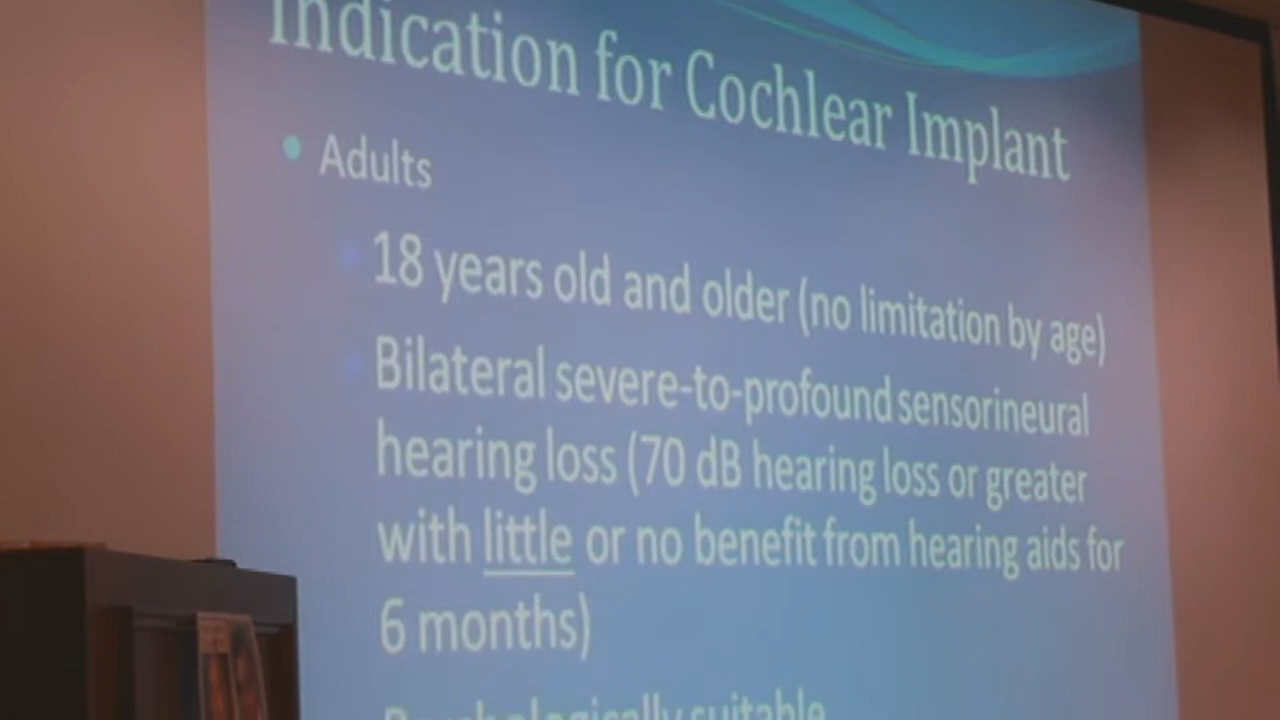 Indication for Cochlear Implant
• Adults
18 years old and older (no limitation by age)
Bilateral severe-to-profound sensorineural
hearing loss (70 dB hearing loss or greater
with little or no benefit from hearing aids for
6 months)
Psychologically suitable